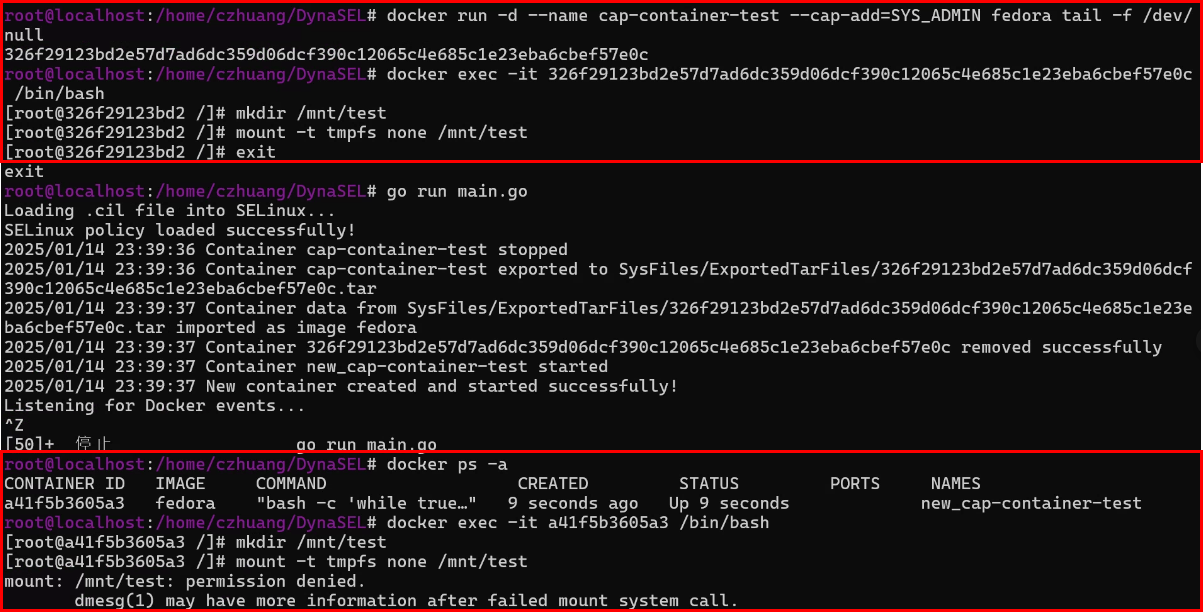 root@localhost:/home/czhuang/DynaSEL# docker run -d --name cap-container-test --cap-add=SYS_ADMIN fedora tail -f /dev/
null
326f29123bd2e57d7ad6dc359d06dcf390c12065c4e685c1e23eba6cbef57e0c
root@localhost:/home/czhuang/DynaSEL# docker exec -it 326f29123bd2e57d7ad6dc359d06dcf390c12065c4e685c1e23eba6cbef57e0c
 /bin/bash
[root@326f29123bd2 /]# mkdir /mnt/test
[root@326f29123bd2 /]# mount -t tmpfs none /mnt/test
[root@326f29123bd2 /]# exit
exit
root@localhost:/home/czhuang/DynaSEL# go run main.go
Loading .cil file into SELinux...
SELinux policy loaded successfully!
2025/01/14 23:39:36 Container cap-container-test stopped
2025/01/14 23:39:36 Container cap-container-test exported to SysFiles/ExportedTarFiles/326f29123bd2e57d7ad6dc359d06dcf
390c12065c4e685c1e23eba6cbef57e0c.tar
2025/01/14 23:39:37 Container data from SysFiles/ExportedTarFiles/326f29123bd2e57d7ad6dc359d06dcf390c12065c4e685c1e23e
ba6cbef57e0c.tar imported as image fedora
2025/01/14 23:39:37 Container 326f29123bd2e57d7ad6dc359d06dcf390c12065c4e685c1e23eba6cbef57e0c removed successfully
2025/01/14 23:39:37 Container new_cap-container-test started
2025/01/14 23:39:37 New container created and started successfully!
Listening for Docker events...
^Z
[50]+  停止                  go run main.go
root@localhost:/home/czhuang/DynaSEL# docker ps -a
CONTAINER ID   IMAGE     COMMAND                  CREATED         STATUS         PORTS     NAMES
a41f5b3605a3   fedora    "bash -c 'while true…"   9 seconds ago   Up 9 seconds             new_cap-container-test
root@localhost:/home/czhuang/DynaSEL# docker exec -it a41f5b3605a3 /bin/bash
[root@a41f5b3605a3 /]# mkdir /mnt/test
[root@a41f5b3605a3 /]# mount -t tmpfs none /mnt/test
mount: /mnt/test: permission denied.
       dmesg(1) may have more information after failed mount system call.